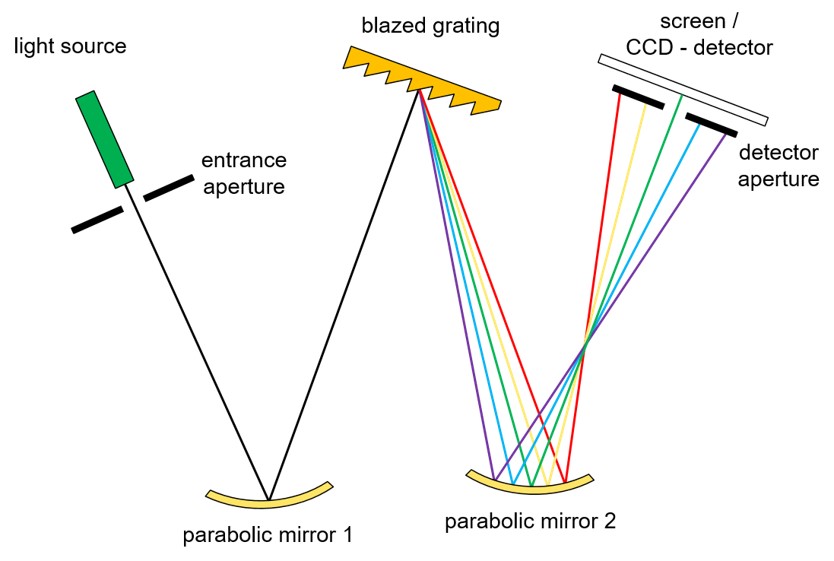 light source
blazed grating
screen /
CCD - detector
entrance
aperture
detector
aperture
parabolic mirror 1
parabolic mirror 2